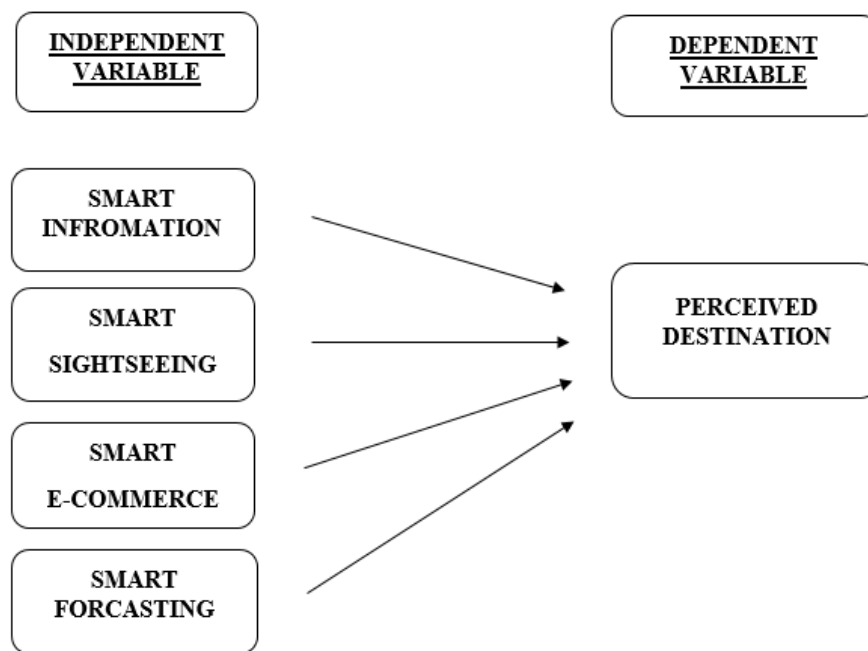 INDEPENDENT
VARIABLE
DEPENDENT
VARIABLE
SMART
INFROMATION
SMART
SIGHTSEEING
SMART
E-COMMERCE
SMART
FORCASTING
PERCEIVED
DESTINATION